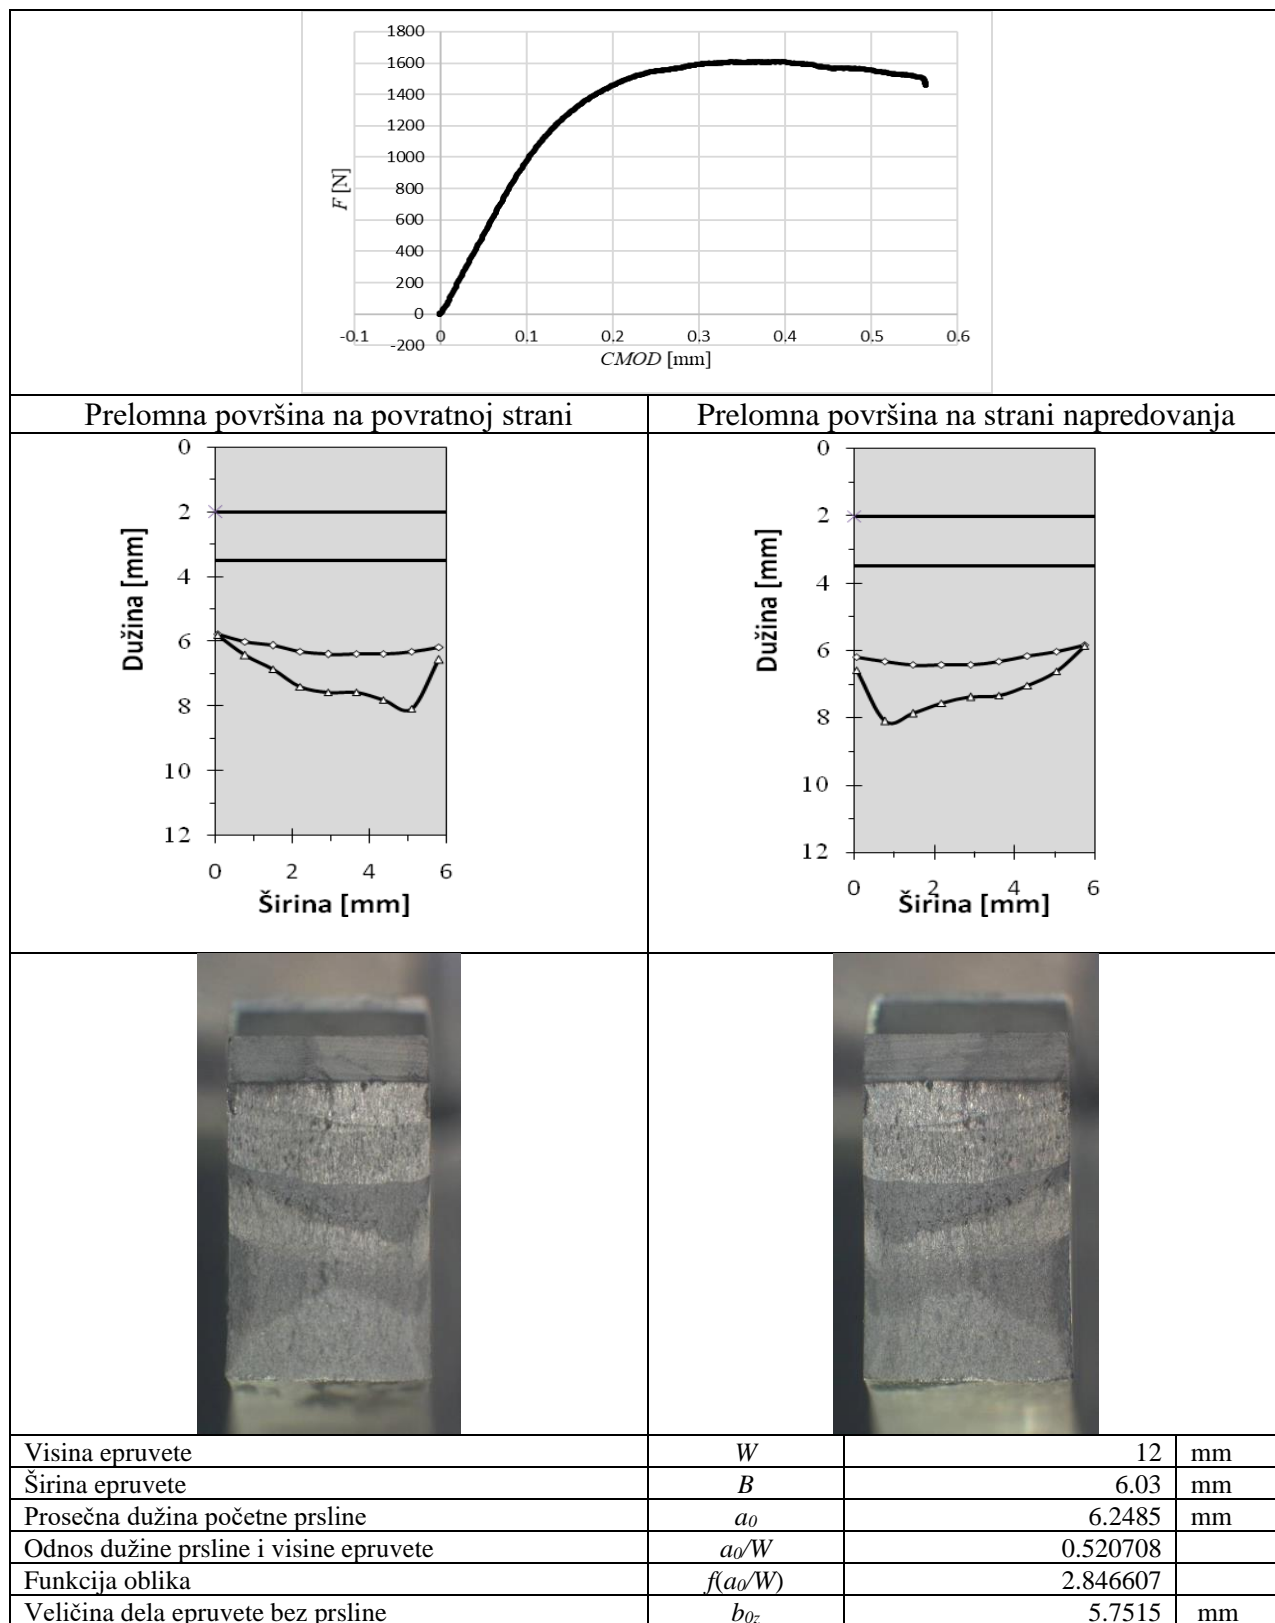 1800
1600
1400
1200
1000
800
600
400
200
0
-200
-0.1 0 0.1 0.2 0.3 0.4 0.5 0.6
F [N]
CMOD [mm]
Prelomna površina na povratnoj strani
Prelomna površina na strani napredovanja
0
2
4
6
8
10
12
Dužina [mm]
0 2 4 6
Širina [mm]
0
2
4
6
8
10
12
Dužina [mm]
0 2 4 6
Širina [mm]
Visina epruvete W 12 mm
Širina epruvete B 6.03 mm
Prosečna dužina početne prsline a0 6.2485 mm
Odnos dužine prsline i visine epruvete a0/W 0.520708
Funkcija oblika f(a0/W) 2.846607
Veličina dela epruvete bez prsline b0z 5.7515 mm